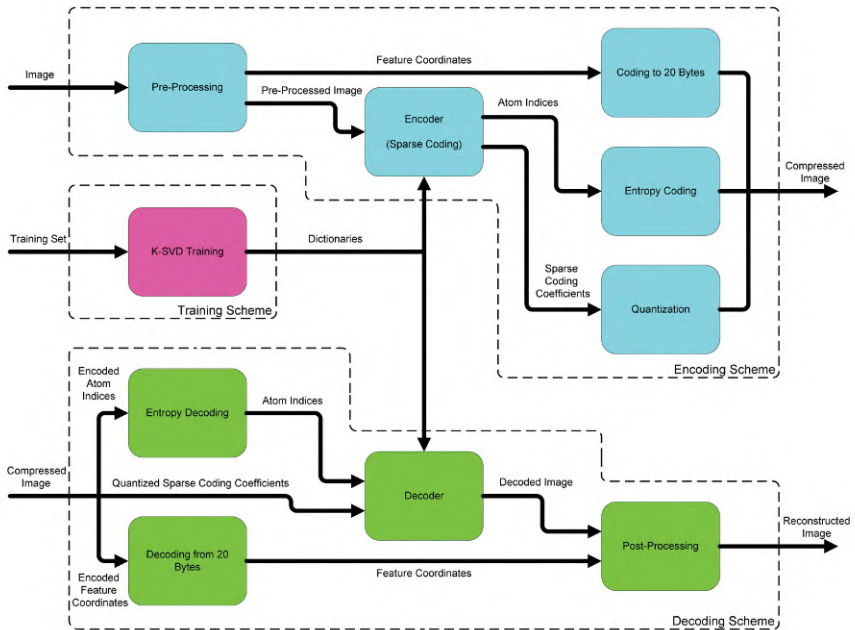 Image
Pre-Processing
Feature Coordinates
Coding to 20 Bytes
Pre-Processed Image
Encoder
(Sparse Coding)
Atom Indices
Entropy Coding
Compressed
Image
Training Set
K-SVD Training
Dictionaries
Training Scheme
Sparse
Coding
Coefficients
Quantization
Encoding Scheme
Encoded
Atom
Indices
Entropy Decoding
Atom Indices
Compressed
Image
Quantized Sparse Coding Coefficients
Decoder
Decoded Image
Decoding from 20
Bytes
Encoded
Feature
Coordinates
Feature Coordinates
Post-Processing
Reconstructed
Image
Decoding Scheme